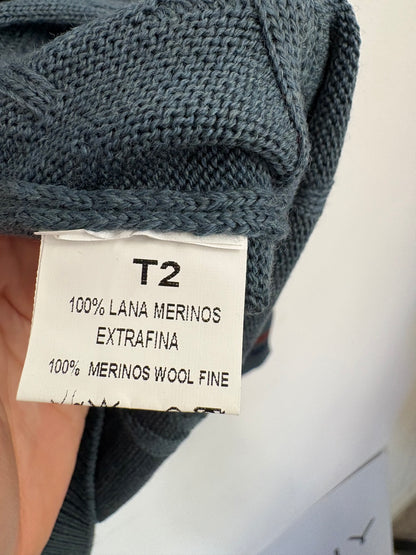 T2
100% LANA MERINOS
EXTRAFINA
100% MERINOS WOOL FINE